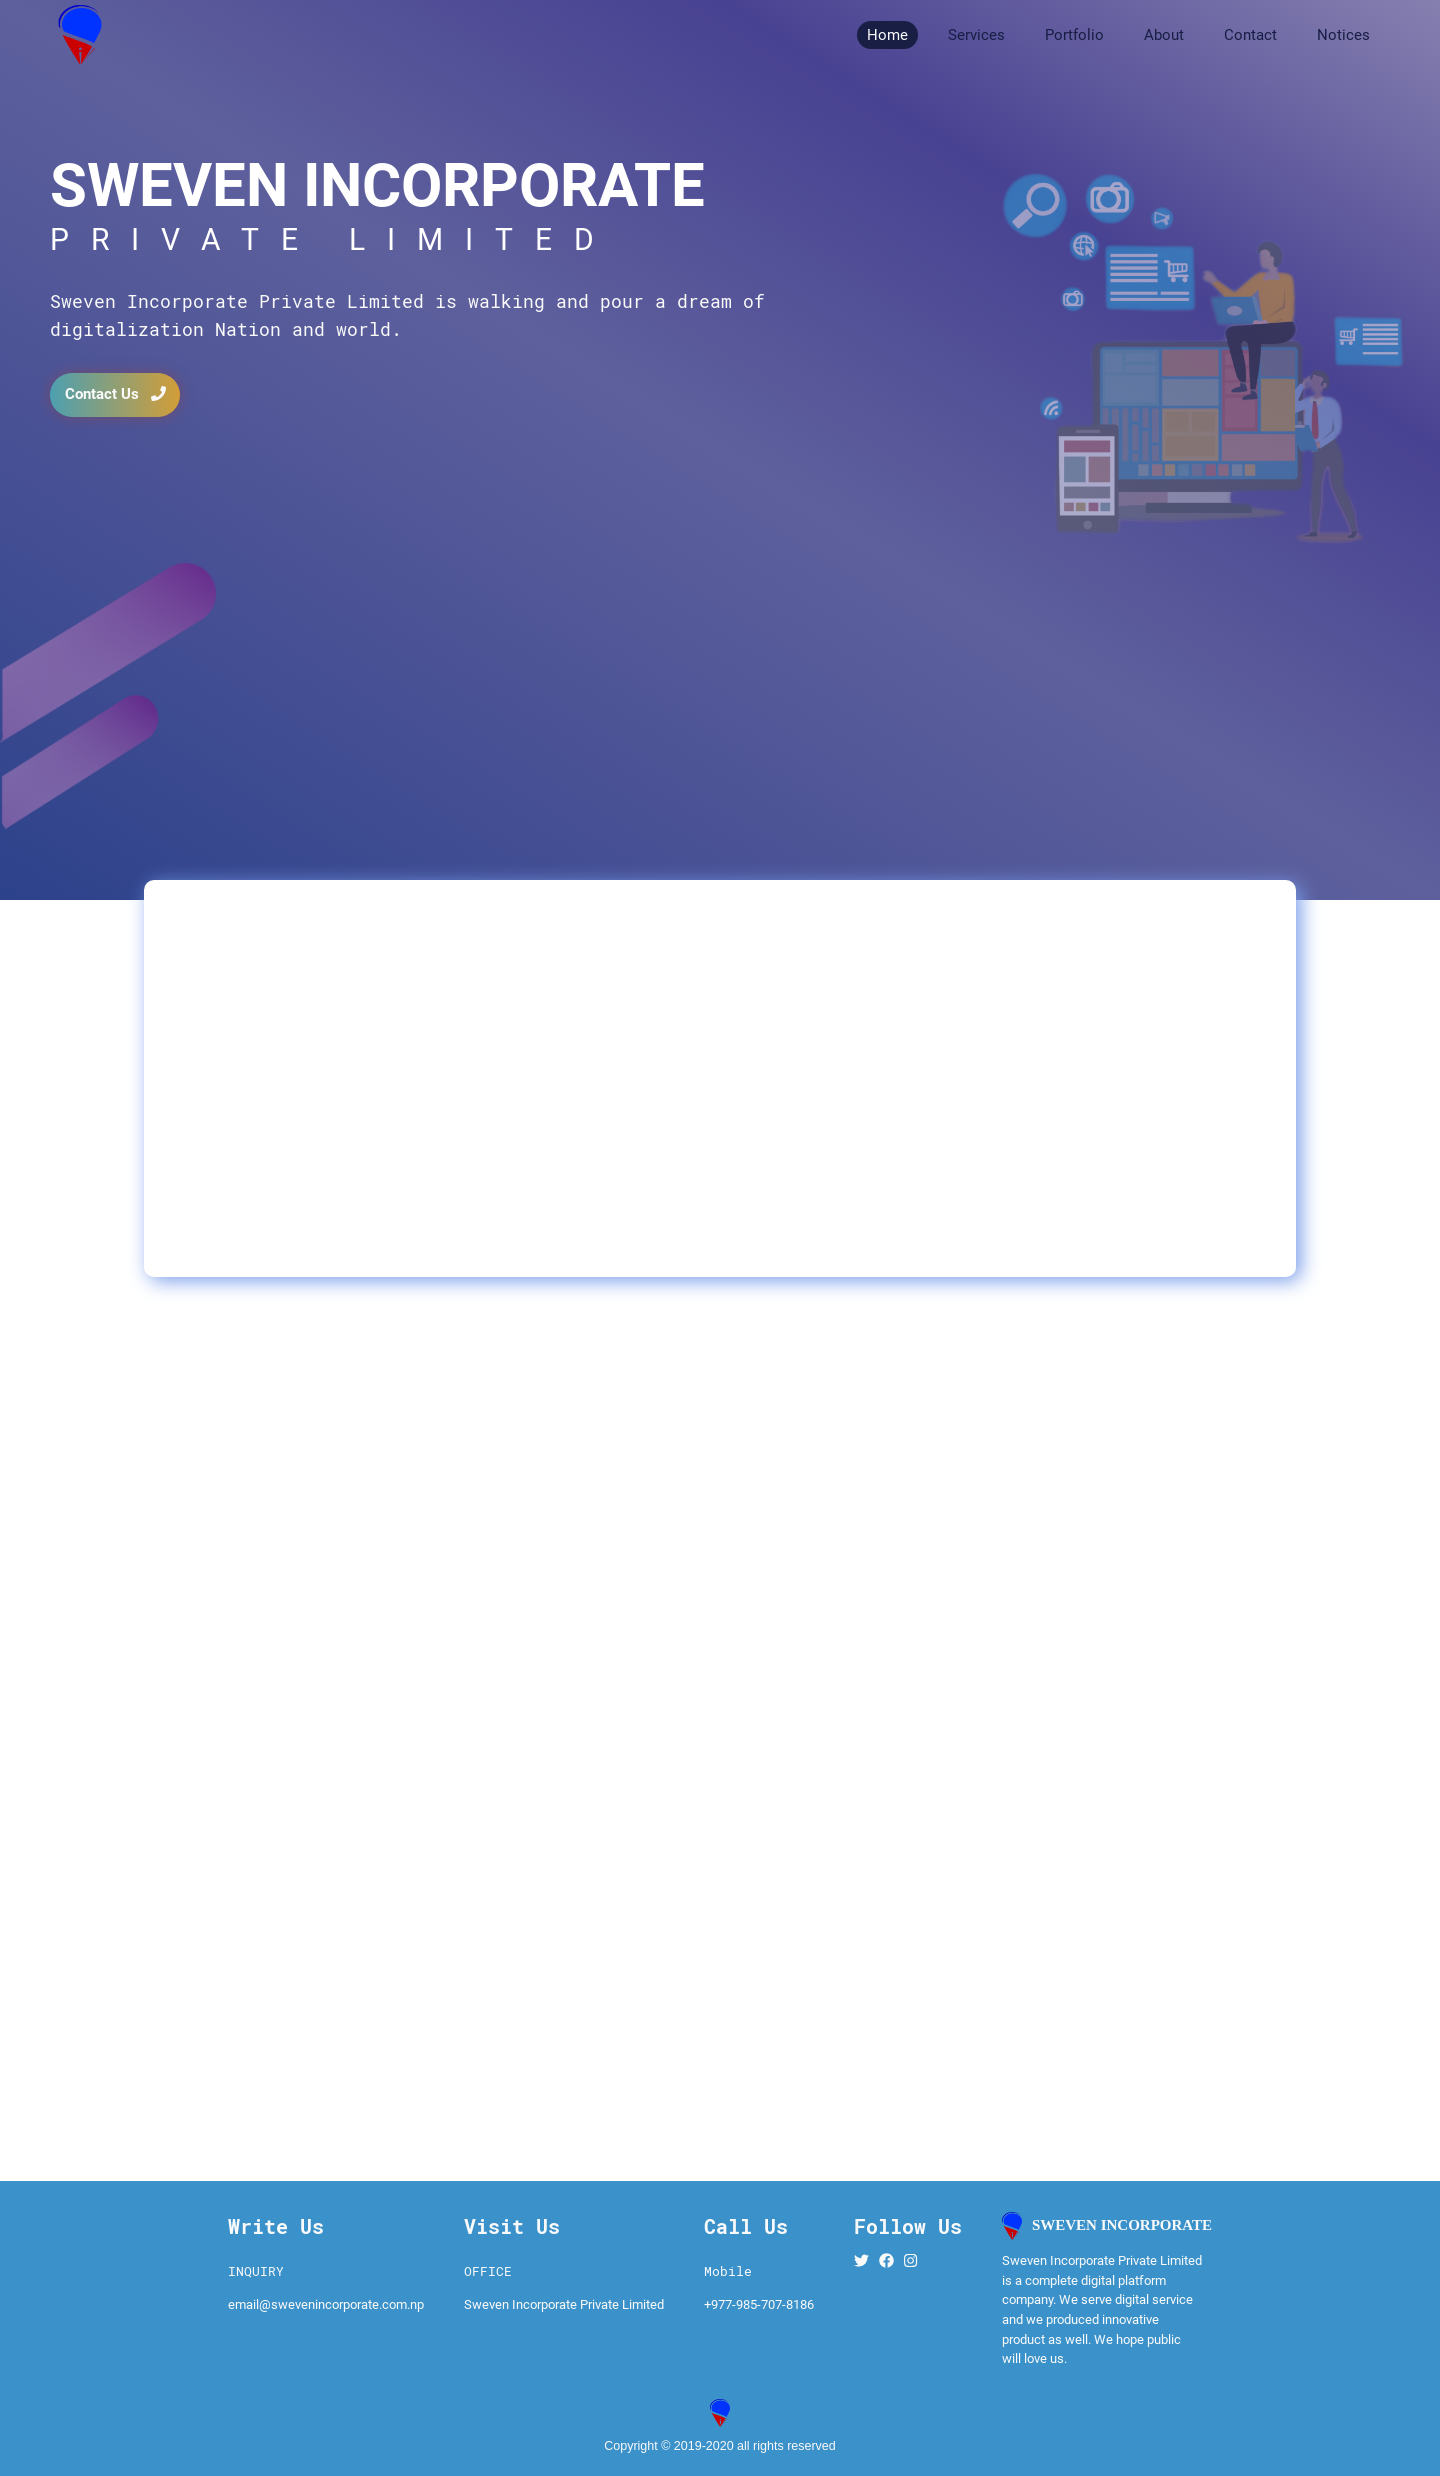 Home
Services
Portfolio
About
Contact
Notices
SWEVEN INCORPORATE
PRIVATE LIMITED
Sweven Incorporate Private Limited is walking and pour a dream of
digitalization Nation and world.
Contact Us
Write Us
INQUIRY
email@swevenincorporate.com.np
Visit Us
OFFICE
Sweven Incorporate Private Limited
Call Us
Mobile
+977-985-707-8186
Follow Us
SWEVEN INCORPORATE
Sweven Incorporate Private Limited
is a complete digital platform
company. We serve digital service
and we produced innovative
product as well. We hope public
will love us.
Copyright © 2019-2020 all rights reserved